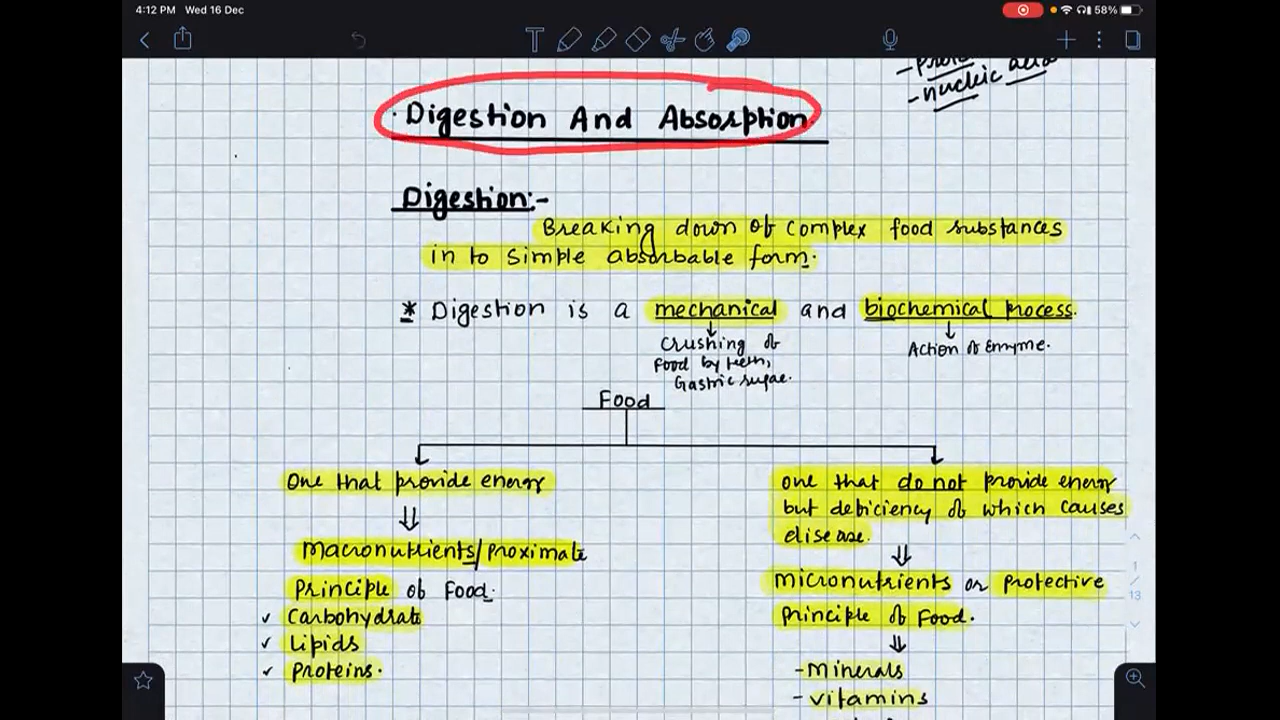 4:12 PM Wed 16 Dec
58%
-nucleic acid
Digestion And Absorption
Digestion:-
Breaking down of complex food substances
in to simple absorbable form.
* Digestion is a mechanical and biochemical process.
Crushing of
food by teeth,
Gastric
Action of Enzyme.
Food
One that provide energy
Macronutrients/proximate
principle of Food.
✓ Carbohydrate
✓ Lipids
✓ Proteins.
one that do not provide energy
but deficiency of which causes
disease.
micronutrients or protective
principle of Food.
-Minerals
-vitamins
1
/
13